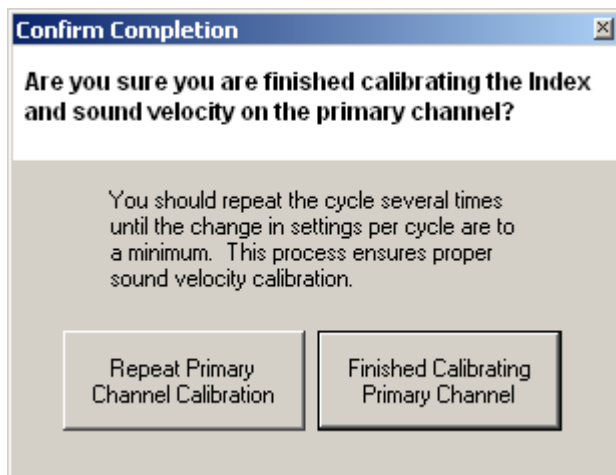 Confirm Completion
Are you sure you are finished calibrating the Index
and sound velocity on the primary channel?
You should repeat the cycle several times
until the change in settings per cycle are to
a minimum.  This process ensures proper
sound velocity calibration.
Repeat Primary
Channel Calibration
Finished Calibrating
Primary Channel